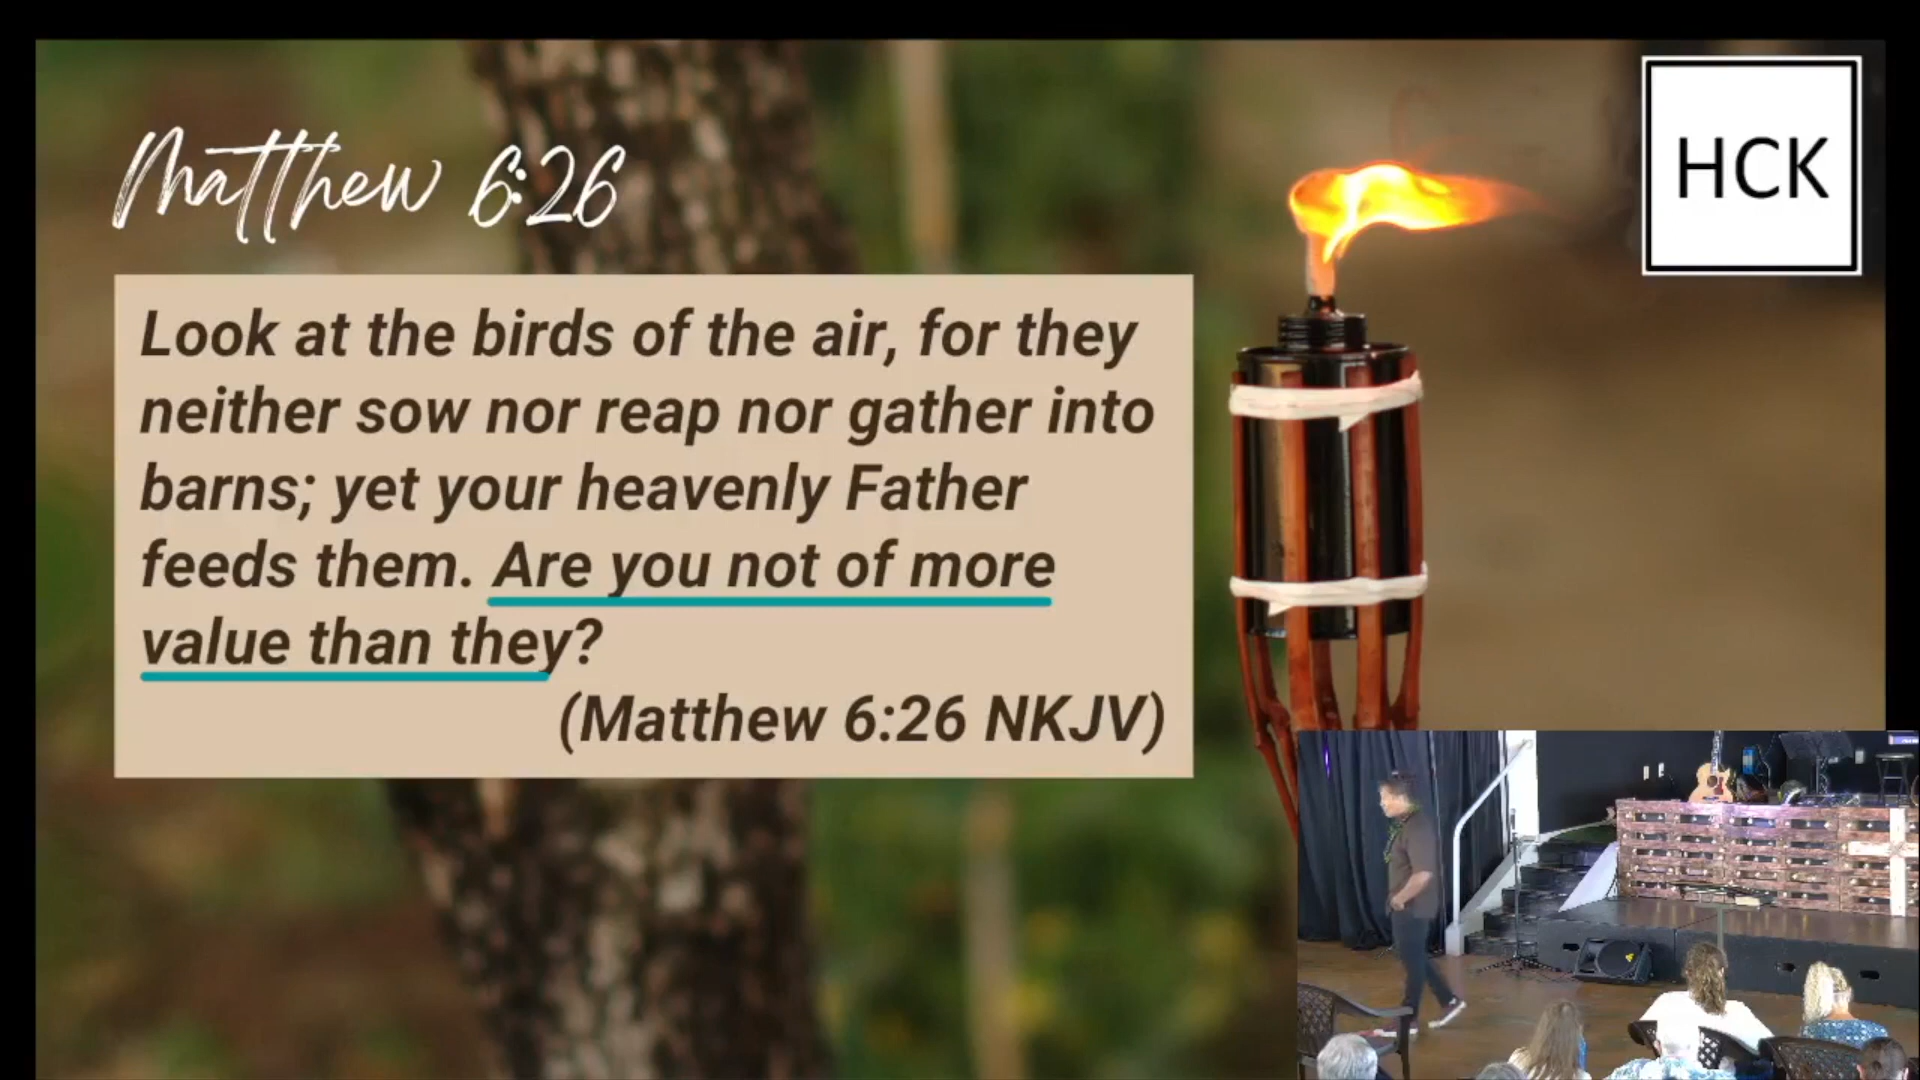 Matthew 6:26
HCK
Look at the birds of the air, for they
neither sow nor reap nor gather into
barns; yet your heavenly Father
feeds them. Are you not of more
value than they?
(Matthew 6:26 NKJV)